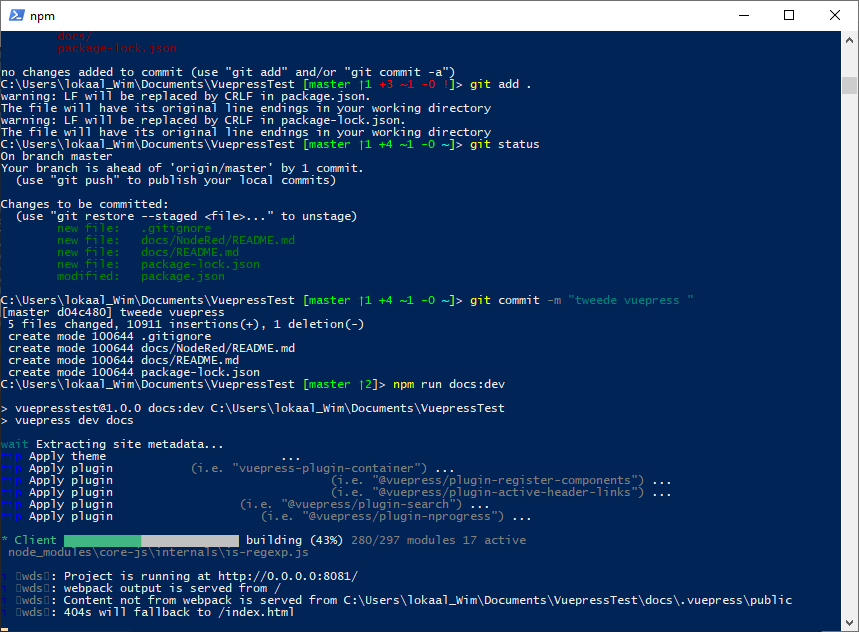 npm
docs/
package-lock.json
no changes added to commit (use "git add" and/or "git commit -a")
C:\Users\lokaal_Wim\Documents\VuepressTest [master ↑1 +3 ~1 -0 !]> git add .
warning: LF will be replaced by CRLF in package.json.
The file will have its original line endings in your working directory
warning: LF will be replaced by CRLF in package-lock.json.
The file will have its original line endings in your working directory
C:\Users\lokaal_Wim\Documents\VuepressTest [master ↑1 +4 ~1 -0 ~]> git status
On branch master
Your branch is ahead of 'origin/master' by 1 commit.
  (use "git push" to publish your local commits)
Changes to be committed:
  (use "git restore --staged <file>..." to unstage)
        new file:   .gitignore
        new file:   docs/NodeRed/README.md
        new file:   docs/README.md
        new file:   package-lock.json
        modified:   package.json
C:\Users\lokaal_Wim\Documents\VuepressTest [master ↑1 +4 ~1 -0 ~]> git commit -m "tweede vuepress "
[master d04c480] tweede vuepress
 5 files changed, 10911 insertions(+), 1 deletion(-)
 create mode 100644 .gitignore
 create mode 100644 docs/NodeRed/README.md
 create mode 100644 docs/README.md
 create mode 100644 package-lock.json
C:\Users\lokaal_Wim\Documents\VuepressTest [master ↑2]> npm run docs:dev
> vuepresstest@1.0.0 docs:dev C:\Users\lokaal_Wim\Documents\VuepressTest
> vuepress dev docs
wait Extracting site metadata...
tip Apply theme ...
tip Apply plugin (i.e. "vuepress-plugin-container") ...
tip Apply plugin (i.e. "@vuepress/plugin-register-components") ...
tip Apply plugin (i.e. "@vuepress/plugin-active-header-links") ...
tip Apply plugin (i.e. "@vuepress/plugin-search") ...
tip Apply plugin (i.e. "@vuepress/plugin-nprogress") ...
* Client building (43%) 280/297 modules 17 active
 node_modules\core-js\internals\is-regexp.js
i ｢wds｣: Project is running at http://0.0.0.0:8081/
i ｢wds｣: webpack output is served from /
i ｢wds｣: Content not from webpack is served from C:\Users\lokaal_Wim\Documents\VuepressTest\docs\.vuepress\public
i ｢wds｣: 404s will fallback to /index.html